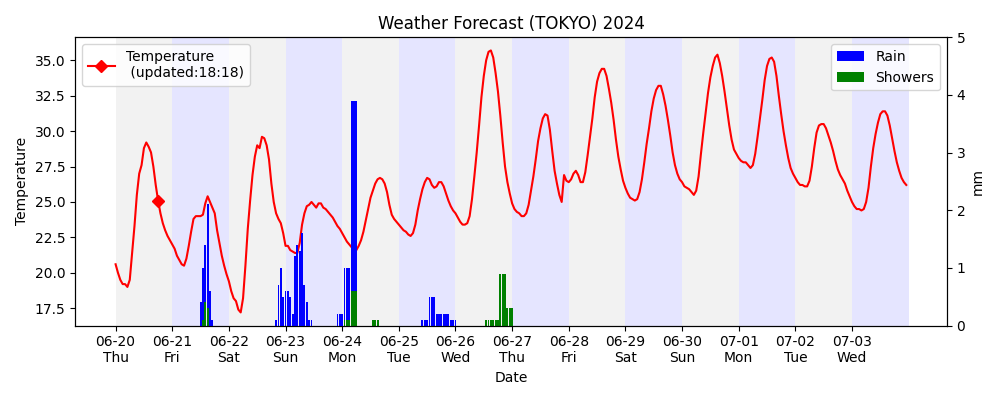 Weather Forecast (TOKYO) 2024
Temperature
(updated:18:18)
Rain
Showers
35.0
32.5
30.0
27.5
25.0
22.5
20.0
17.5
Temperature
5
4
3
2
1
0
mm
06-20 06-21 06-22 06-23 06-24 06-25 06-26 06-27 06-28 06-29 06-30 07-01 07-02 07-03
Thu Fri Sat Sun Mon Tue Wed Thu Fri Sat Sun Mon Tue Wed
Date